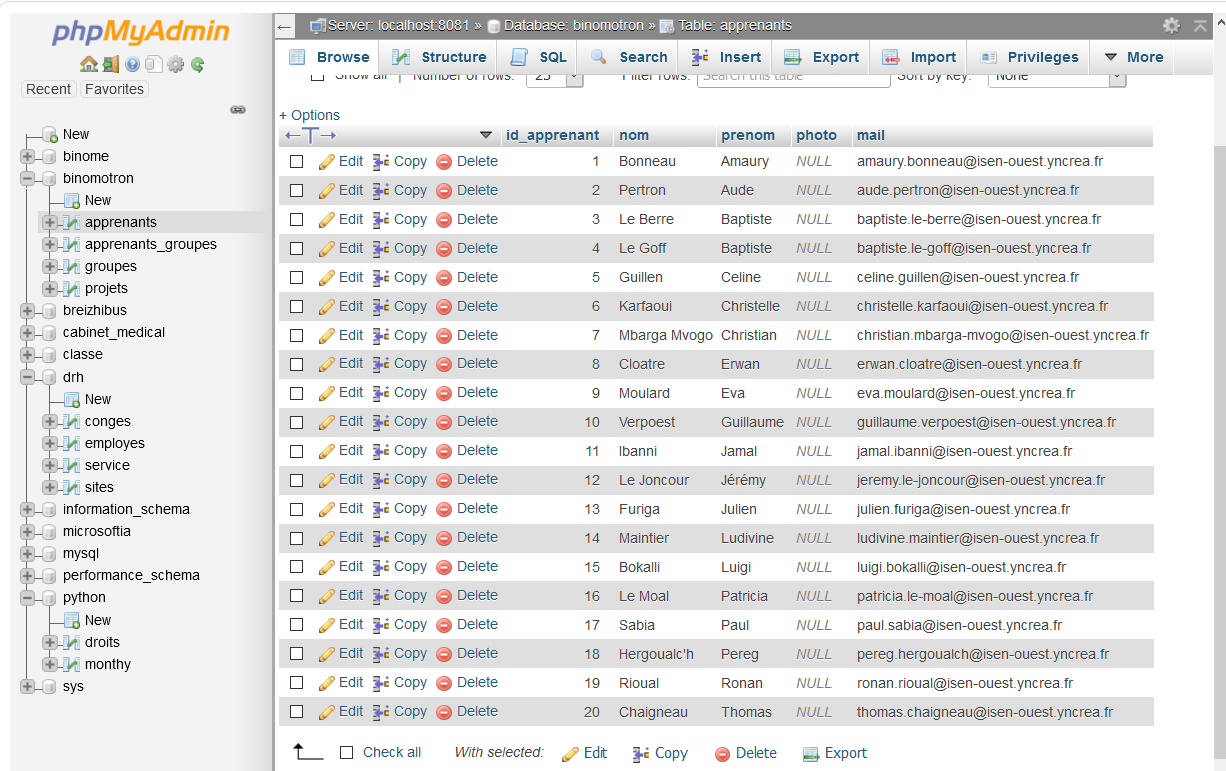 phpMyAdmin
Recent Favorites
New
binome
binomotron
New
apprenants
apprenants_groupes
groupes
projets
breizhibus
cabinet_medical
classe
drh
New
conges
employes
service
sites
information_schema
microsoftia
mysql
performance_schema
python
New
droits
monthy
sys
Server: localhost:8081 » Database: binomotron » Table: apprenants
Browse Structure SQL Search Insert Export Import Privileges More
Show all | Number of rows: 25 Filter rows: Search this table Sort by key: None
+ Options
←T→ id_apprenant nom prenom photo mail
Edit Copy Delete 1 Bonneau Amaury NULL amaury.bonneau@isen-ouest.yncrea.fr
Edit Copy Delete 2 Pertron Aude NULL aude.pertron@isen-ouest.yncrea.fr
Edit Copy Delete 3 Le Berre Baptiste NULL baptiste.le-berre@isen-ouest.yncrea.fr
Edit Copy Delete 4 Le Goff Baptiste NULL baptiste.le-goff@isen-ouest.yncrea.fr
Edit Copy Delete 5 Guillen Celine NULL celine.guillen@isen-ouest.yncrea.fr
Edit Copy Delete 6 Karfaoui Christelle NULL christelle.karfaoui@isen-ouest.yncrea.fr
Edit Copy Delete 7 Mbarga Mvogo Christian NULL christian.mbarga-mvogo@isen-ouest.yncrea.fr
Edit Copy Delete 8 Cloatre Erwan NULL erwan.cloatre@isen-ouest.yncrea.fr
Edit Copy Delete 9 Moulard Eva NULL eva.moulard@isen-ouest.yncrea.fr
Edit Copy Delete 10 Verpoest Guillaume NULL guillaume.verpoest@isen-ouest.yncrea.fr
Edit Copy Delete 11 Ibanni Jamal NULL jamal.ibanni@isen-ouest.yncrea.fr
Edit Copy Delete 12 Le Joncour Jérémy NULL jeremy.le-joncour@isen-ouest.yncrea.fr
Edit Copy Delete 13 Furiga Julien NULL julien.furiga@isen-ouest.yncrea.fr
Edit Copy Delete 14 Maintier Ludivine NULL ludivine.maintier@isen-ouest.yncrea.fr
Edit Copy Delete 15 Bokalli Luigi NULL luigi.bokalli@isen-ouest.yncrea.fr
Edit Copy Delete 16 Le Moal Patricia NULL patricia.le-moal@isen-ouest.yncrea.fr
Edit Copy Delete 17 Sabia Paul NULL paul.sabia@isen-ouest.yncrea.fr
Edit Copy Delete 18 Hergoualc'h Pereg NULL pereg.hergoualch@isen-ouest.yncrea.fr
Edit Copy Delete 19 Rioual Ronan NULL ronan.rioual@isen-ouest.yncrea.fr
Edit Copy Delete 20 Chaigneau Thomas NULL thomas.chaigneau@isen-ouest.yncrea.fr
Check all With selected: Edit Copy Delete Export